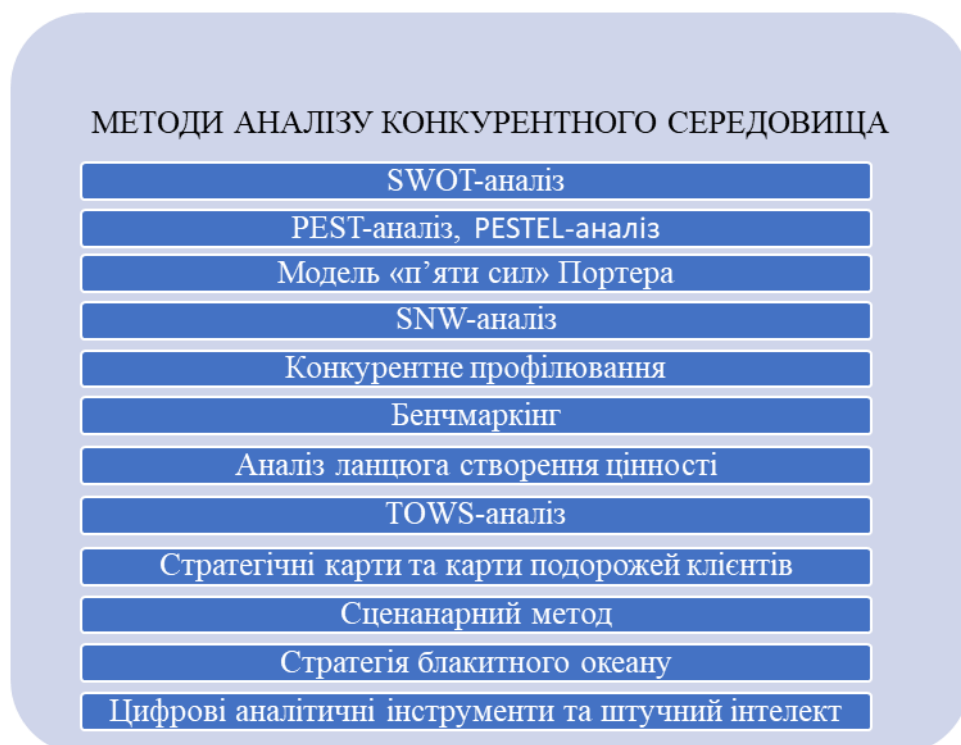 МЕТОДИ АНАЛІЗУ КОНКУРЕНТНОГО СЕРЕДОВИЩА
SWOT-аналіз
PEST-аналіз, PESTEL-аналіз
Модель «п’яти сил» Портера
SNW-аналіз
Конкурентне профілювання
Бенчмаркінг
Аналіз ланцюга створення цінності
TOWS-аналіз
Стратегічні карти та карти подорожей клієнтів
Сценанарний метод
Стратегія блакитного океану
Цифрові аналітичні інструменти та штучний інтелект